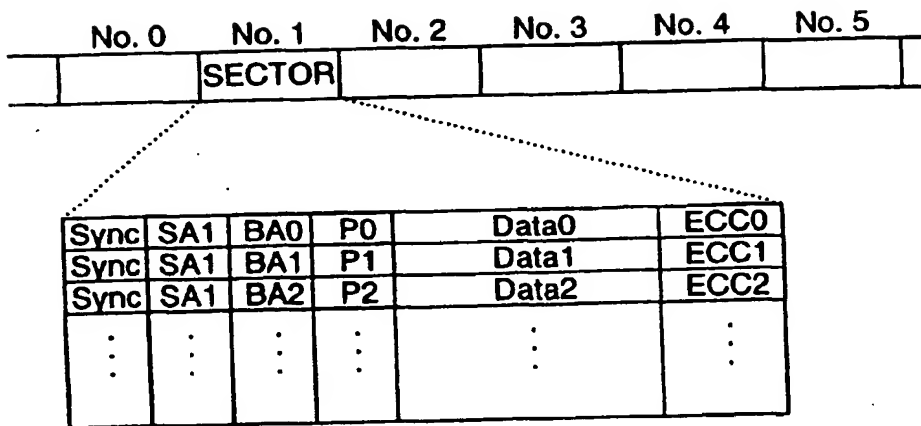 No. 0 No. 1 No. 2 No. 3 No. 4 No. 5
SECTOR
Sync SA1 BA0 P0 Data0 ECC0
Sync SA1 BA1 P1 Data1 ECC1
Sync SA1 BA2 P2 Data2 ECC2